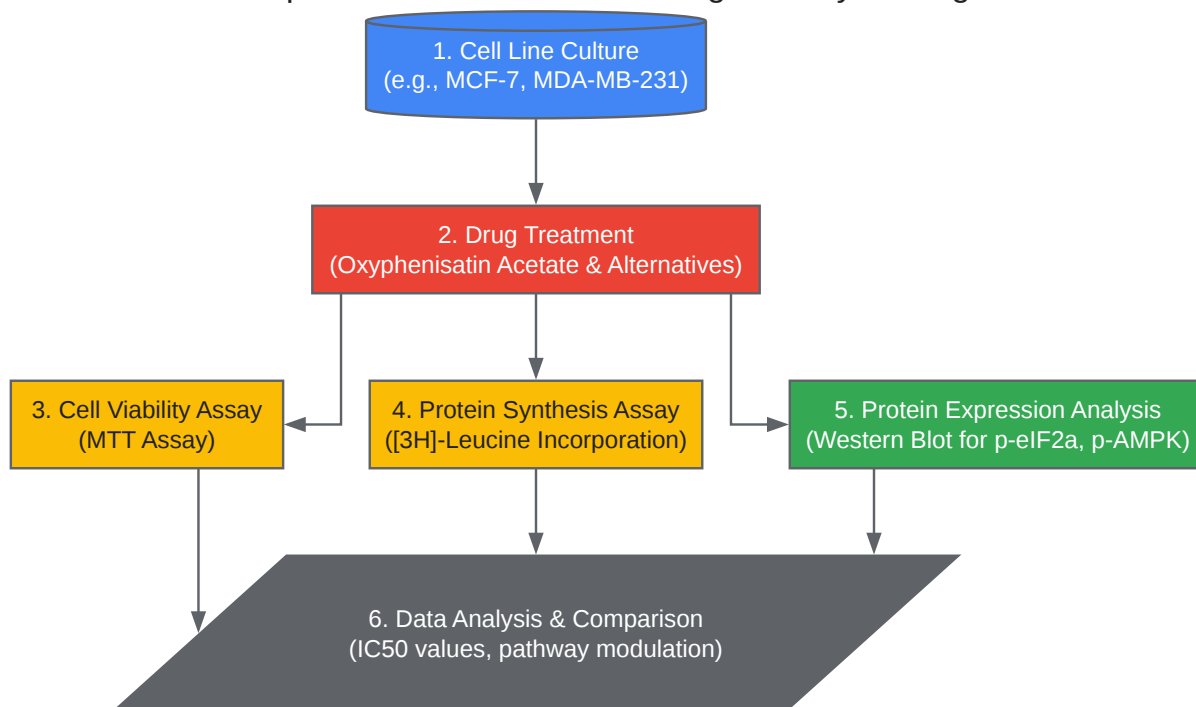 1. Cell Line Culture
(e.g., MCF-7, MDA-MB-231)
2. Drug Treatment
(Oxyphenisatin Acetate & Alternatives)
3. Cell Viability Assay
(MTT Assay)
4. Protein Synthesis Assay
([3H]-Leucine Incorporation)
5. Protein Expression Analysis
(Western Blot for p-eIF2a, p-AMPK)
6. Data Analysis & Comparison
(IC50 values, pathway modulation)